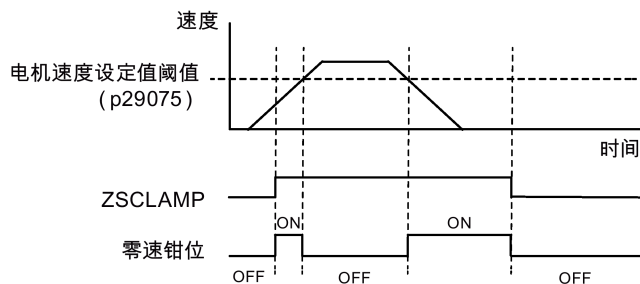 速度
电机速度设定值阈值
(p29075)
时间
ZSCLAMP
ON
ON
零速钳位
OFF
OFF
OFF